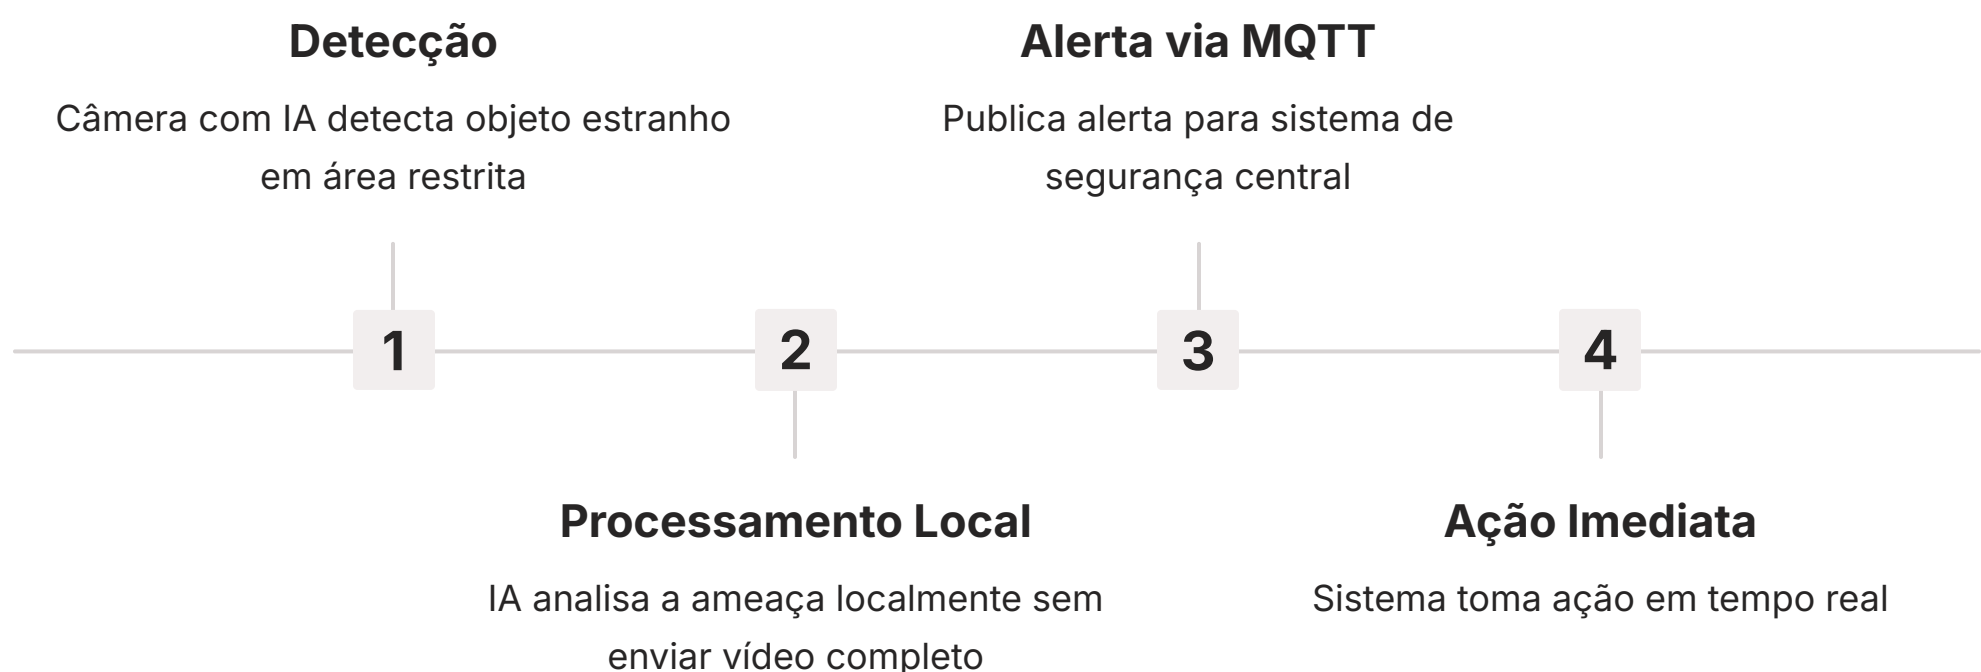 Detecção
Câmera com IA detecta objeto estranho
em área restrita
1
2
Processamento Local
IA analisa a ameaça localmente sem
enviar vídeo completo
Alerta via MQTT
Publica alerta para sistema de
segurança central
3
4
Ação Imediata
Sistema toma ação em tempo real